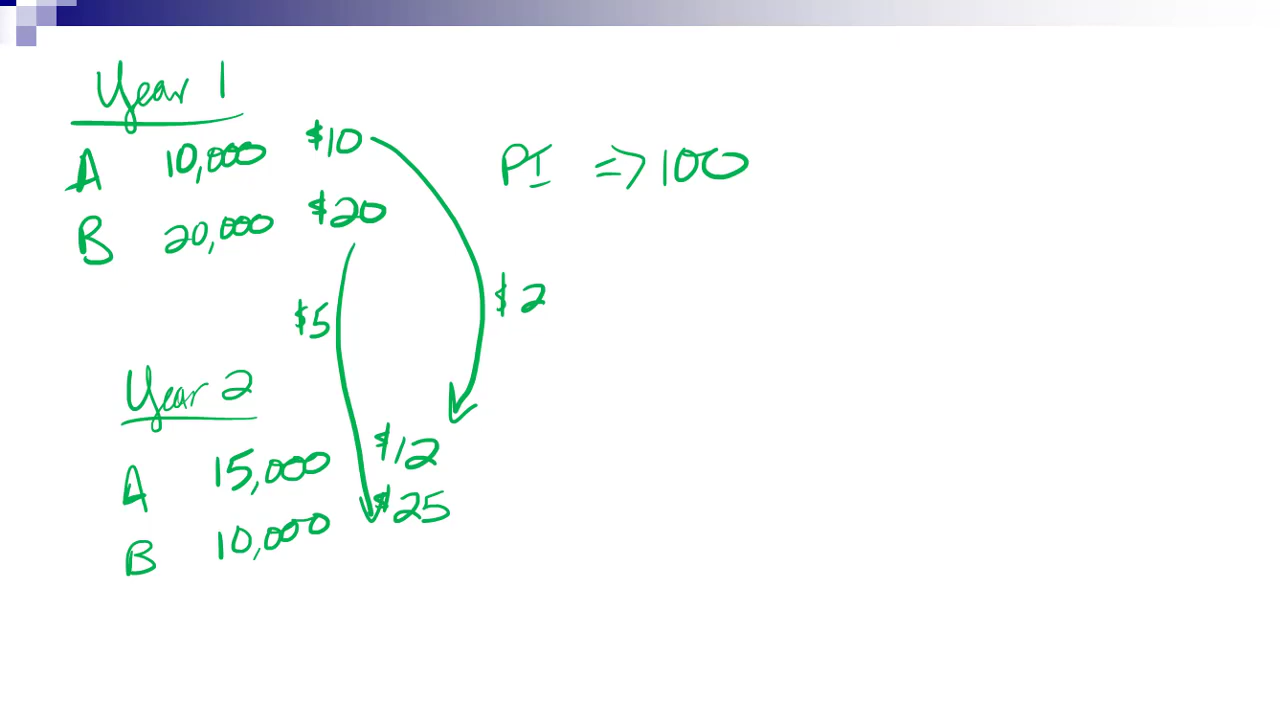 Year 1
A 10,000 $10
B 20,000 $20
PI => 100
$5
$2
Year 2
A 15,000 $12
B 10,000 $25